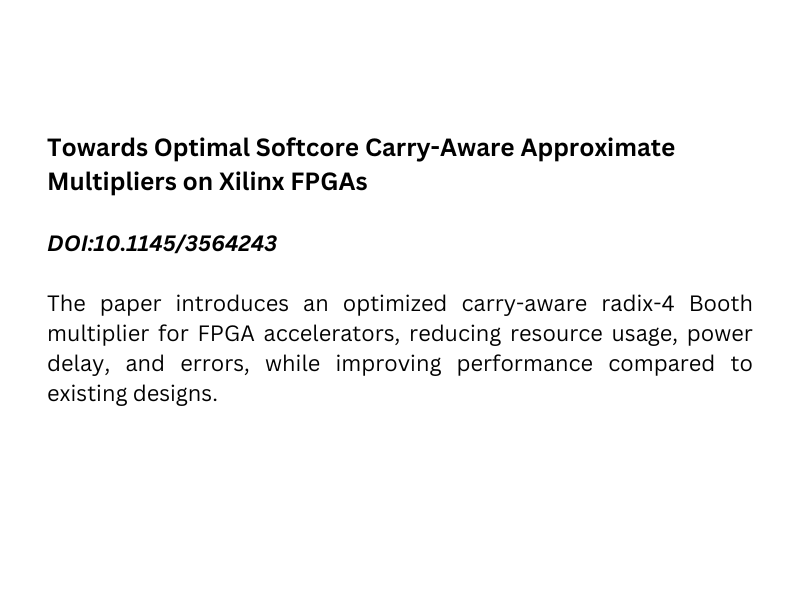 Towards Optimal Softcore Carry-Aware Approximate
Multipliers on Xilinx FPGAs
DOI:10.1145/3564243
The paper introduces an optimized carry-aware radix-4 Booth
multiplier for FPGA accelerators, reducing resource usage, power
delay, and errors, while improving performance compared to
existing designs.